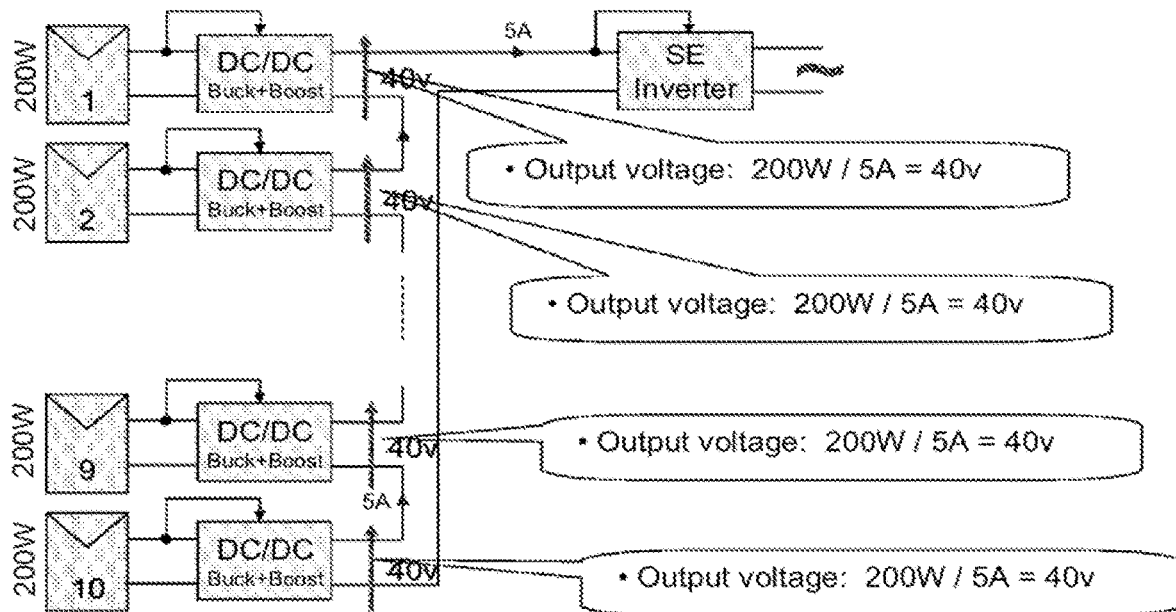 200W
1
DC/DC
Buck+Boost
40v
5A
SE
Inverter
• Output voltage: 200W / 5A = 40v
200W
2
DC/DC
Buck+Boost
40v
• Output voltage: 200W / 5A = 40v
200W
9
DC/DC
Buck+Boost
40v
• Output voltage: 200W / 5A = 40v
5A
200W
10
DC/DC
Buck+Boost
40v
• Output voltage: 200W / 5A = 40v